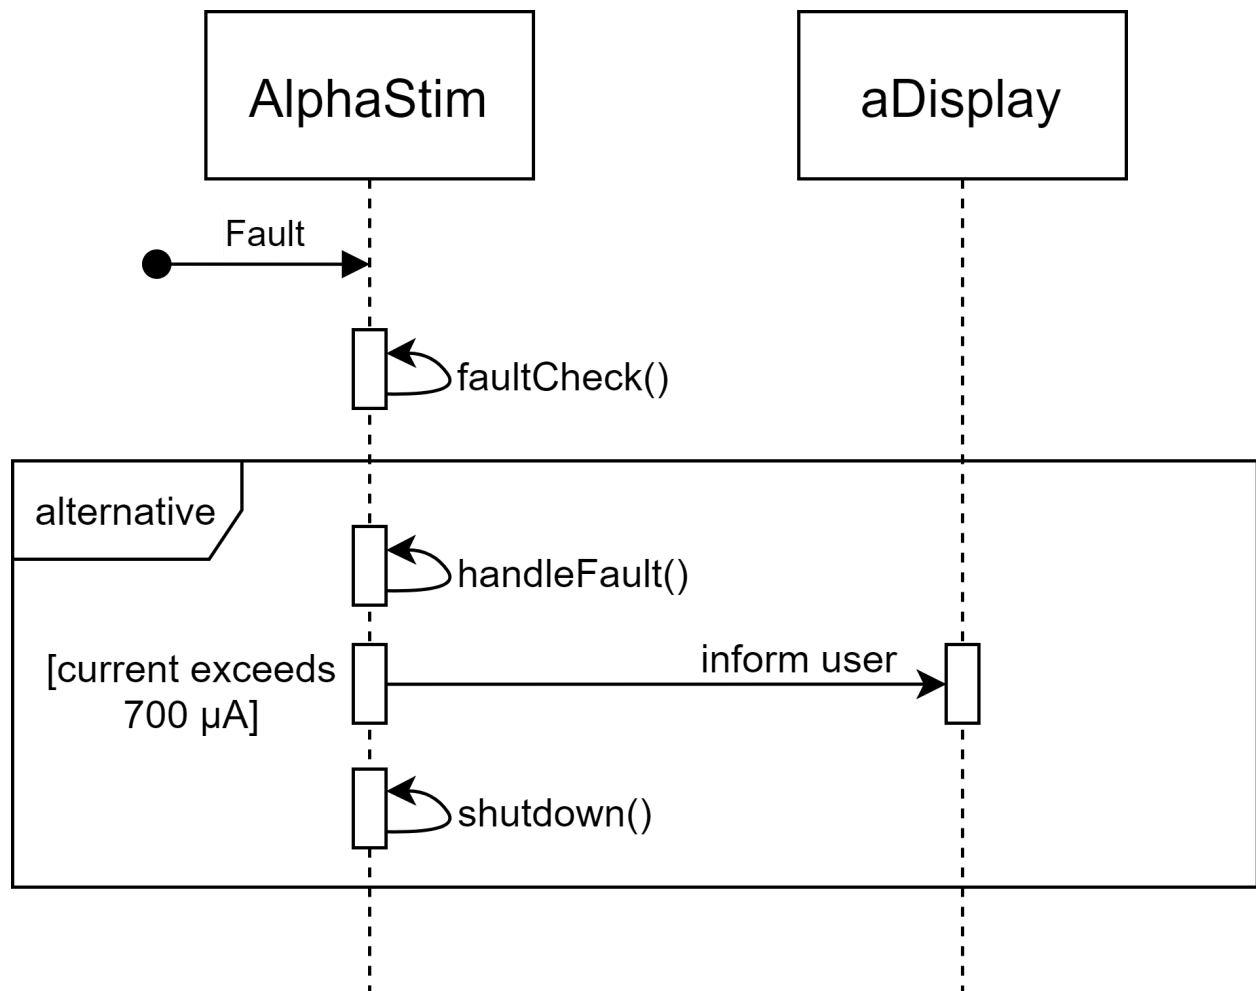 AlphaStim
aDisplay
Fault
faultCheck()
alternative
handleFault()
inform user
[current exceeds
700 μA]
shutdown()